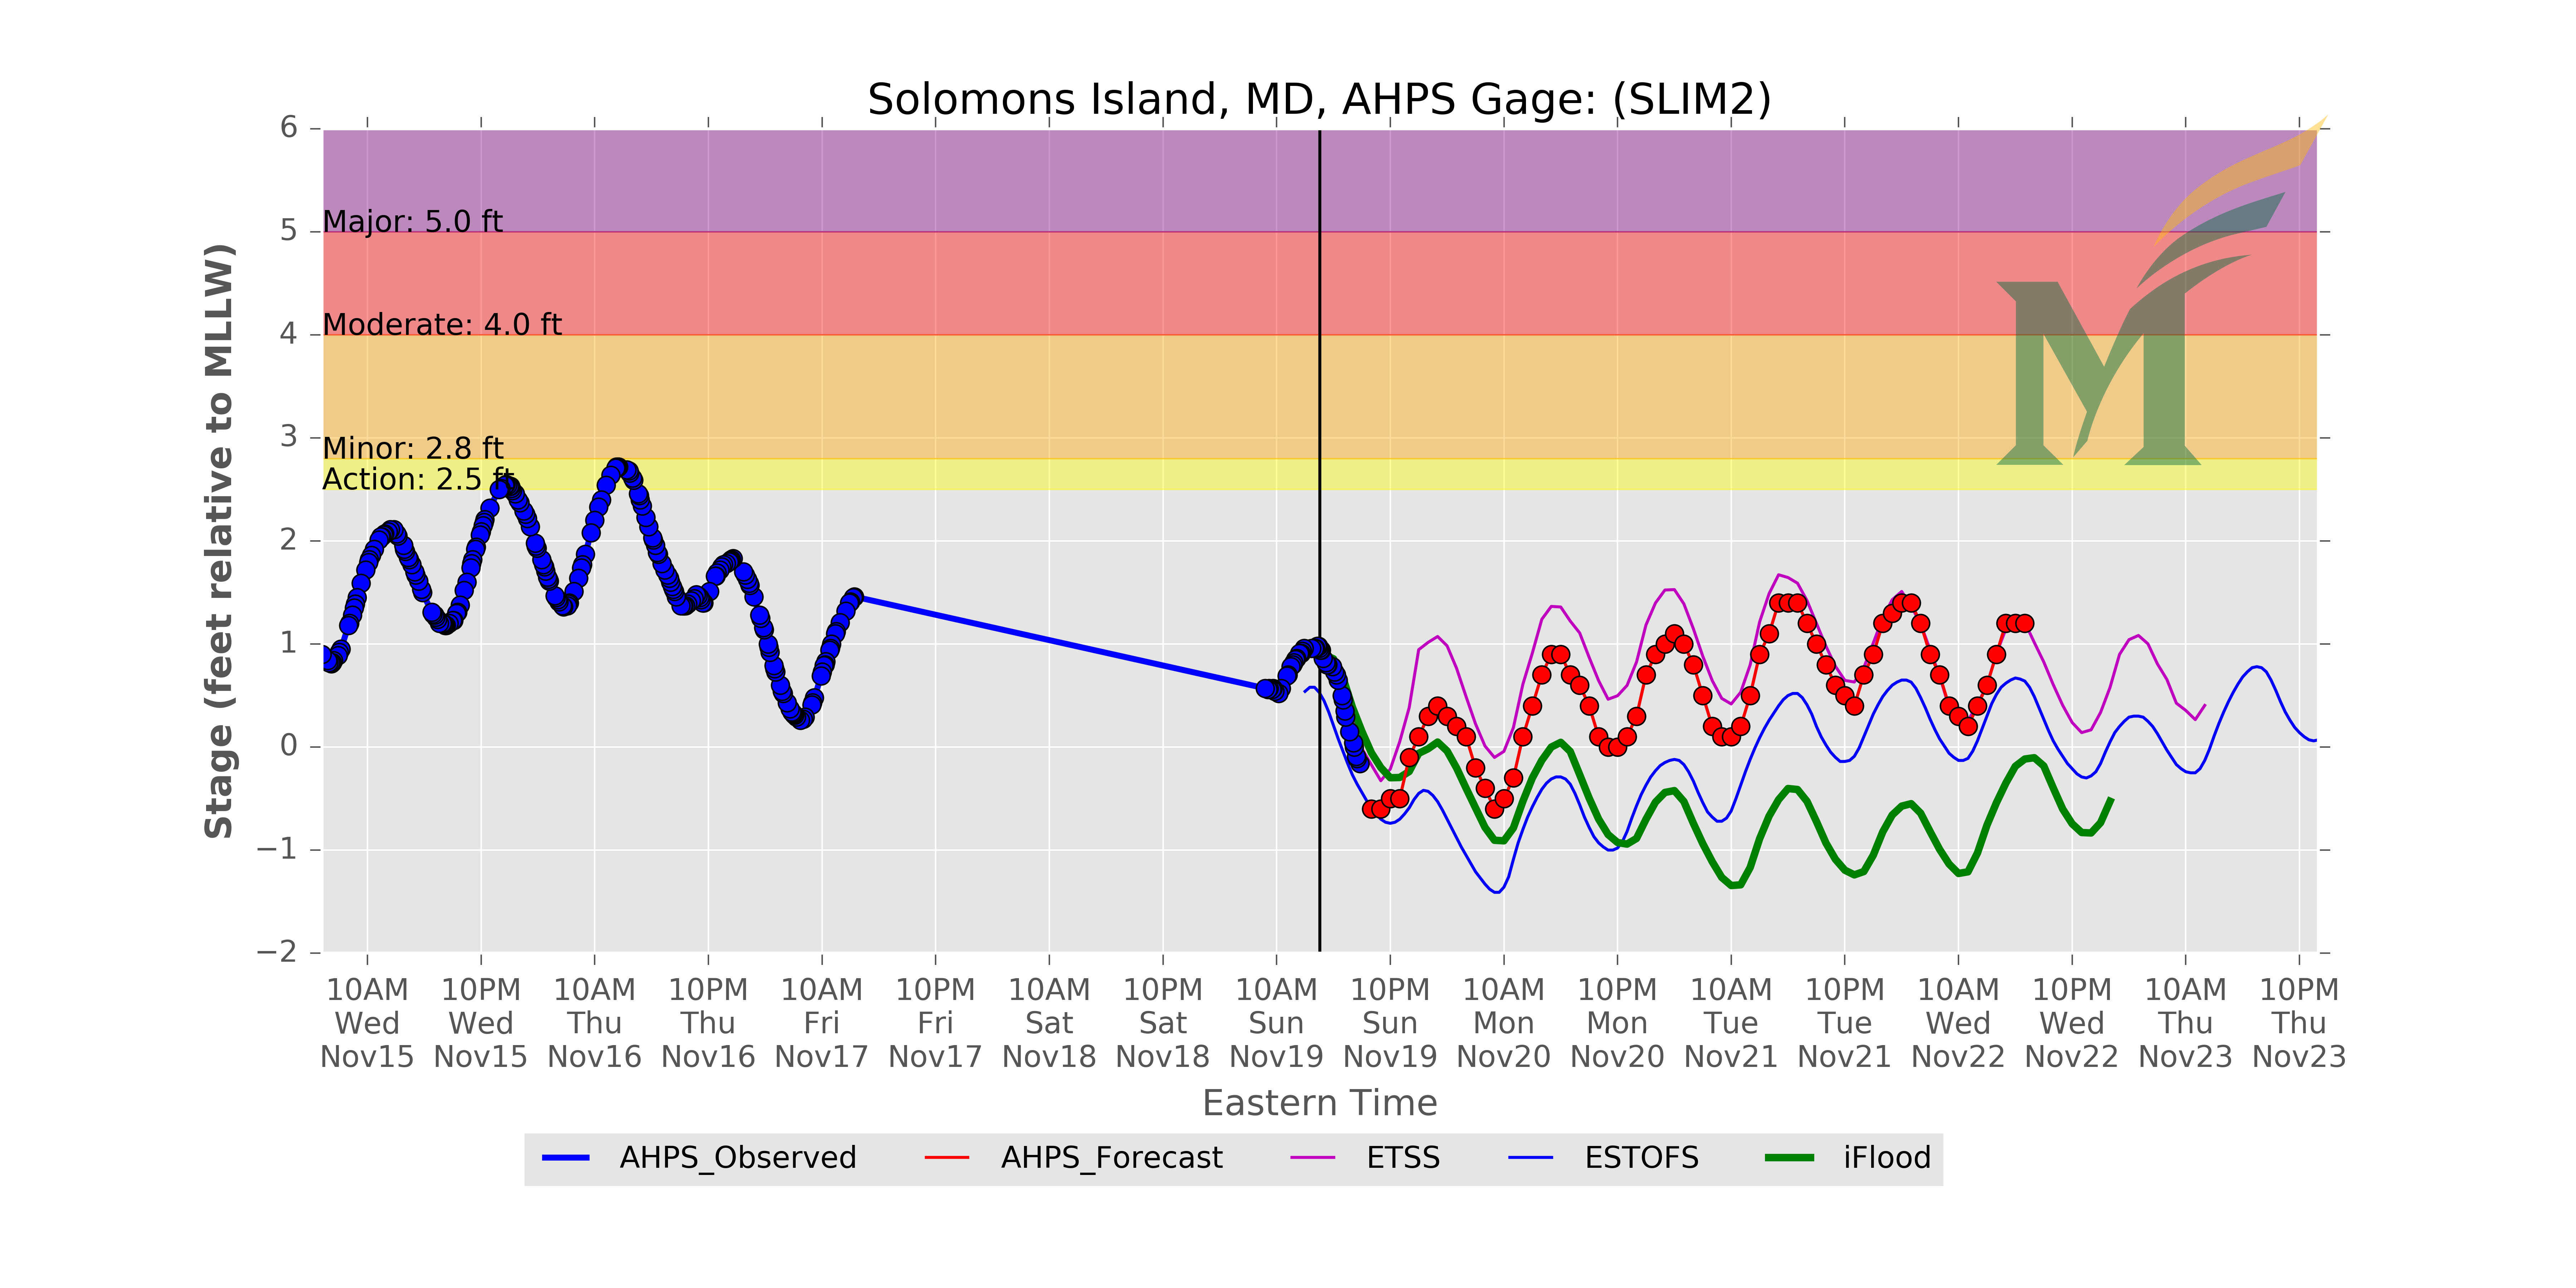 Solomons Island, MD, AHPS Gage: (SLIM2)
6
5
4
3
2
1
0
−1
−2
Stage (feet relative to MLLW)
Major: 5.0 ft
Moderate: 4.0 ft
Minor: 2.8 ft
Action: 2.5 ft
10AM 10PM 10AM 10PM 10AM 10PM 10AM 10PM 10AM 10PM 10AM 10PM 10AM 10PM 10AM 10PM 10AM 10PM
Wed Wed Thu Thu Fri Fri Sat Sat Sun Sun Mon Mon Tue Tue Wed Wed Thu Thu
Nov15 Nov15 Nov16 Nov16 Nov17 Nov17 Nov18 Nov18 Nov19 Nov19 Nov20 Nov20 Nov21 Nov21 Nov22 Nov22 Nov23 Nov23
Eastern Time
AHPS_Observed AHPS_Forecast ETSS ESTOFS iFlood
M